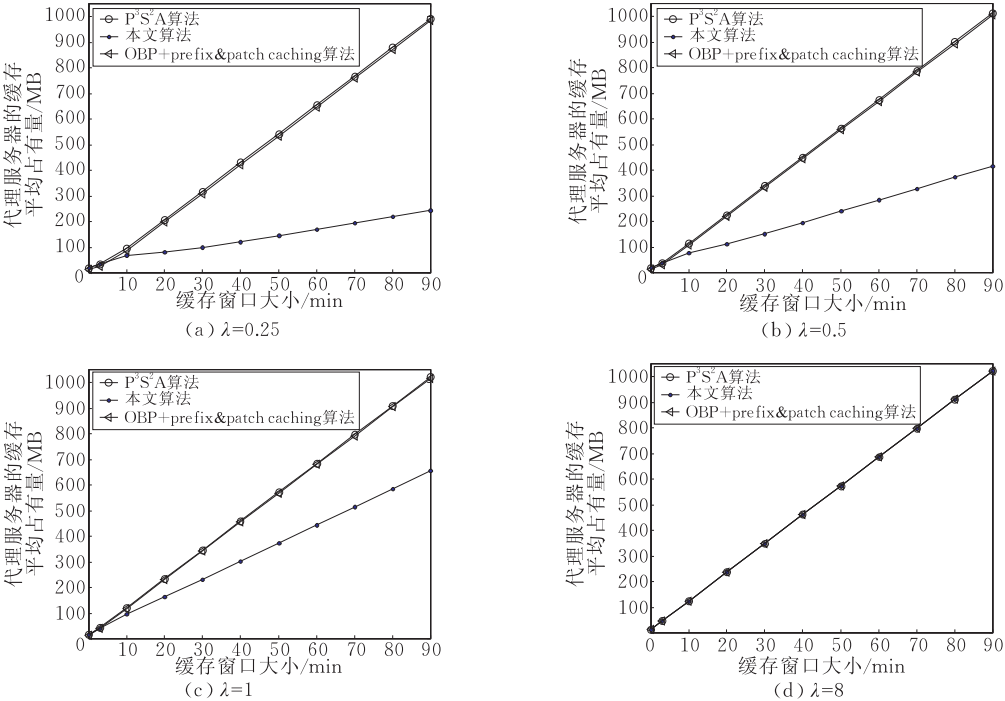 1000
900
800
700
600
500
400
300
200
100
0
代理服务器的缓存
平均占有量/MB
P³S²A算法
本文算法
OBP+prefix&patch caching算法
10 20 30 40 50 60 70 80 90
缓存窗口大小/min
(a) λ=0.25
1000
900
800
700
600
500
400
300
200
100
0
代理服务器的缓存
平均占有量/MB
P³S²A算法
本文算法
OBP+prefix&patch caching算法
10 20 30 40 50 60 70 80 90
缓存窗口大小/min
(b) λ=0.5
1000
900
800
700
600
500
400
300
200
100
0
代理服务器的缓存
平均占有量/MB
P³S²A算法
本文算法
OBP+prefix&patch caching算法
10 20 30 40 50 60 70 80 90
缓存窗口大小/min
(c) λ=1
1000
900
800
700
600
500
400
300
200
100
代理服务器的缓存
平均占有量/MB
P³S²A算法
本文算法
OBP+prefix&patch caching算法
0 10 20 30 40 50 60 70 80 90
缓存窗口大小/min
(d) λ=8